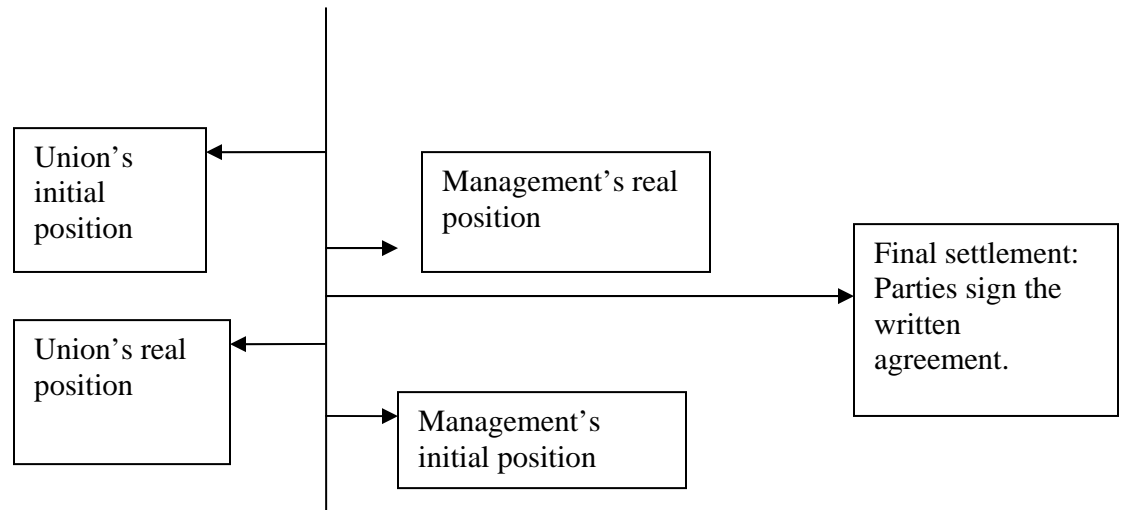 Union’s
initial
position
Management’s real
position
Final settlement:
Parties sign the
written
agreement.
Union’s real
position
Management’s
initial position